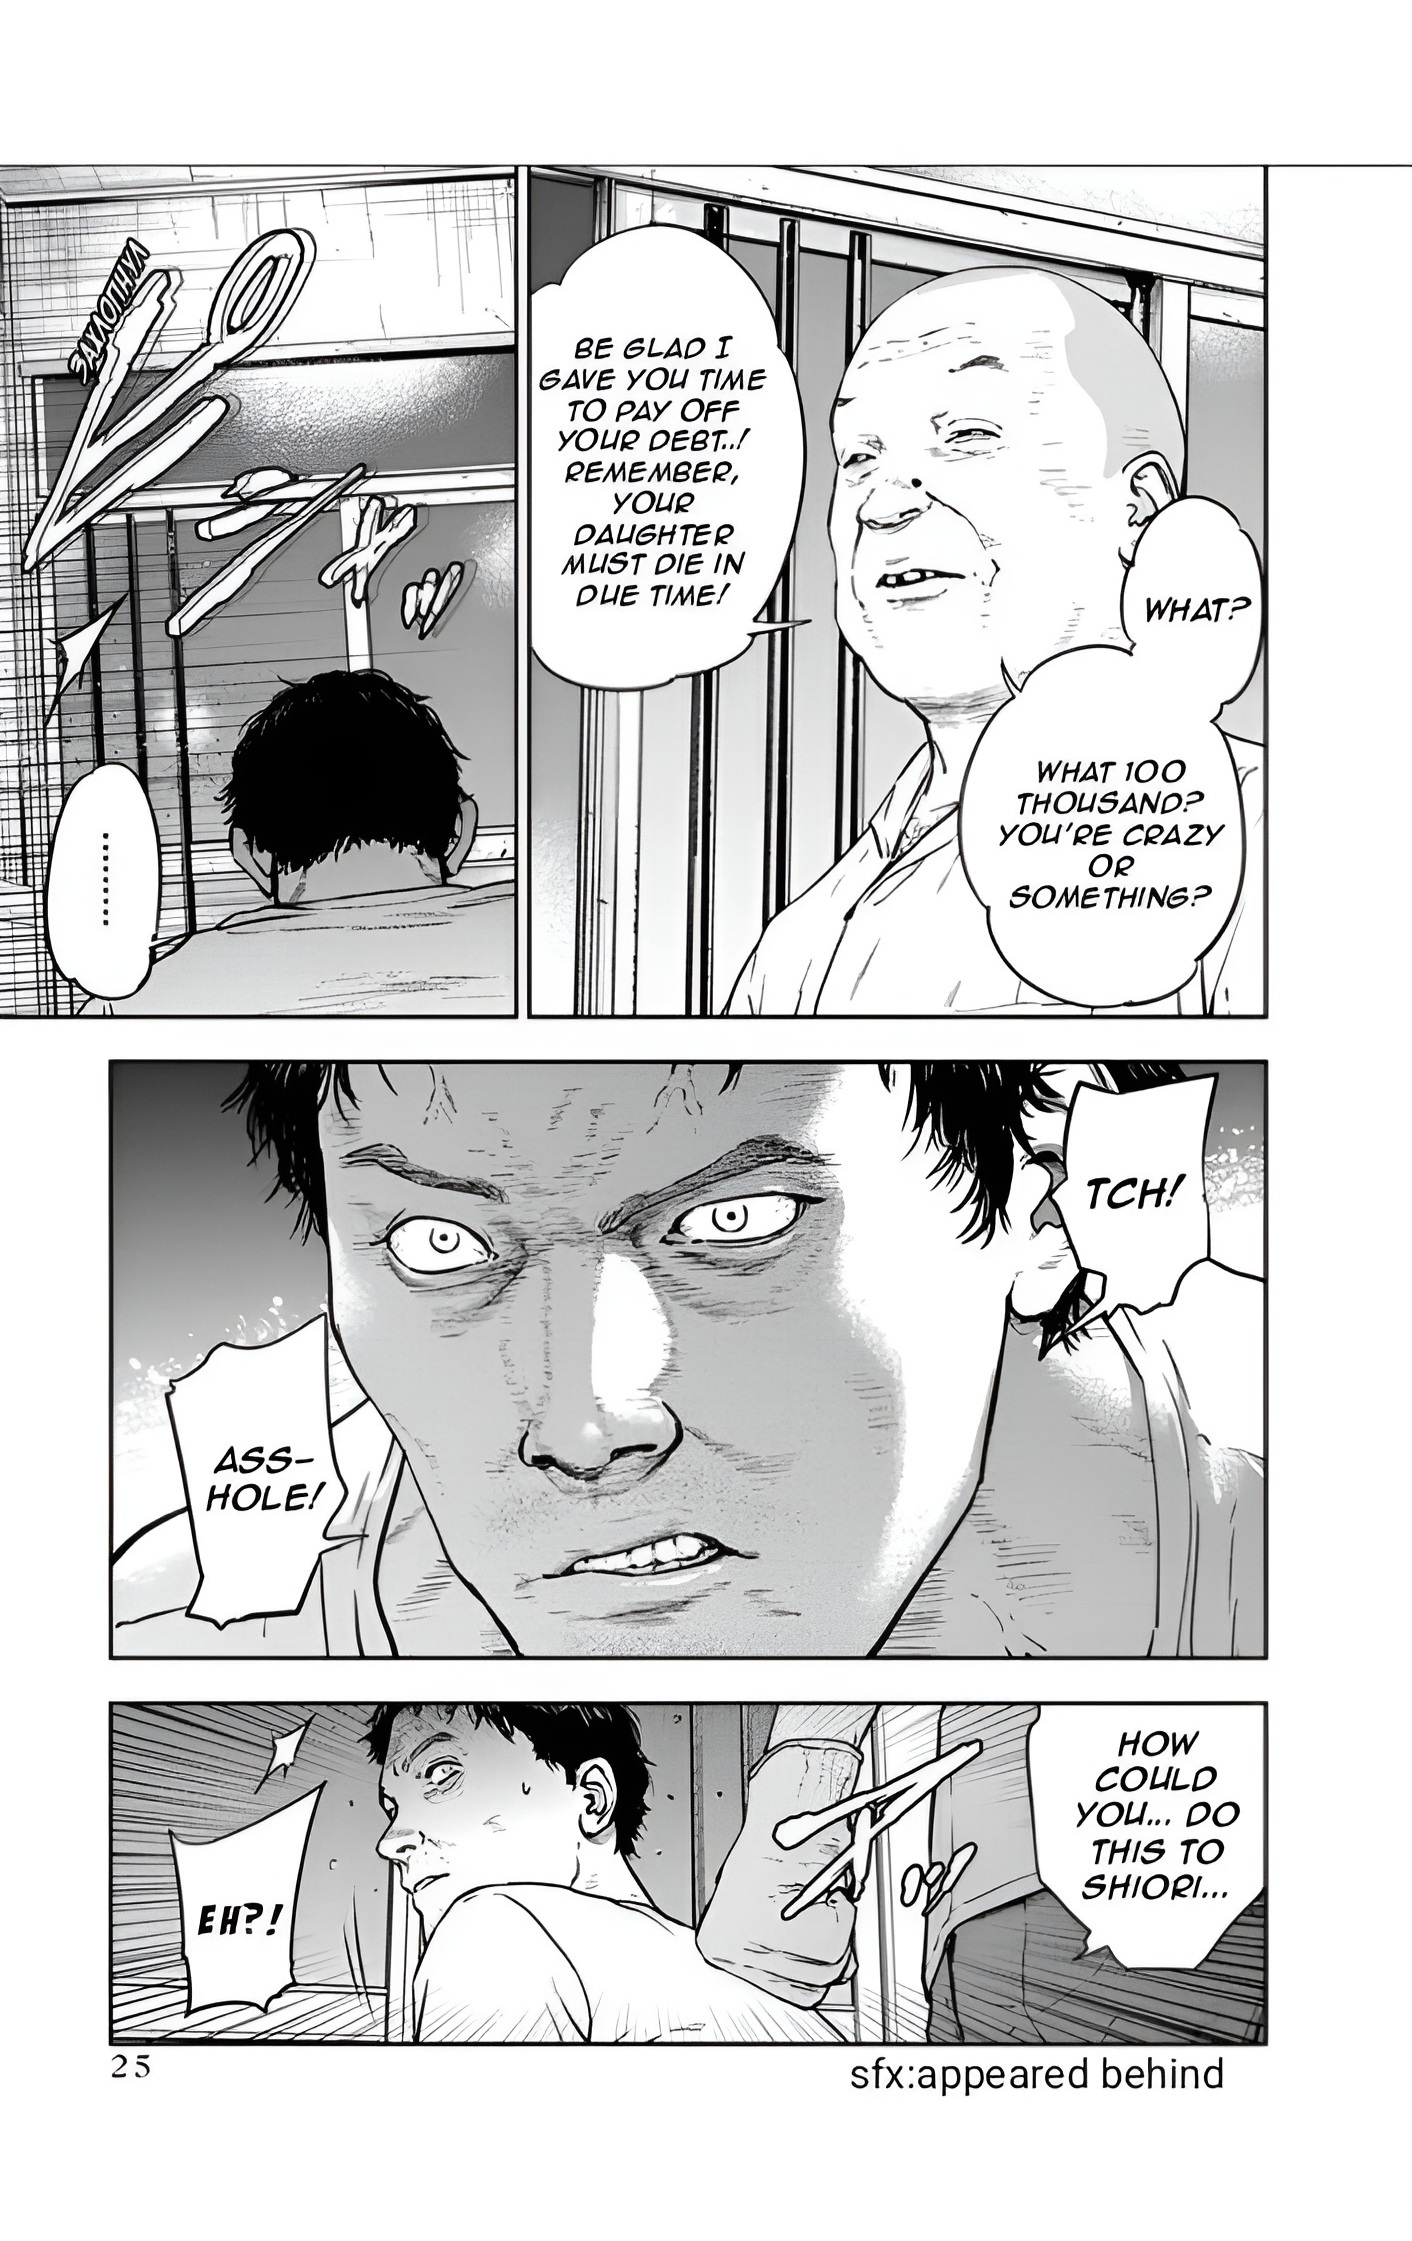 WHAT?
WHAT 100
THOUSAND?
YOU'RE CRAZY
OR
SOMETHING?
BE GLAD I
GAVE YOU TIME
TO PAY OFF
YOUR DEBT..!
REMEMBER,
YOUR
DAUGHTER
MUST DIE IN
DUE TIME!
.........
TCH!
ASS-
HOLE!
HOW
COULD
YOU... DO
THIS TO
SHIORI...
EH?!
25
sfx:appeared behind